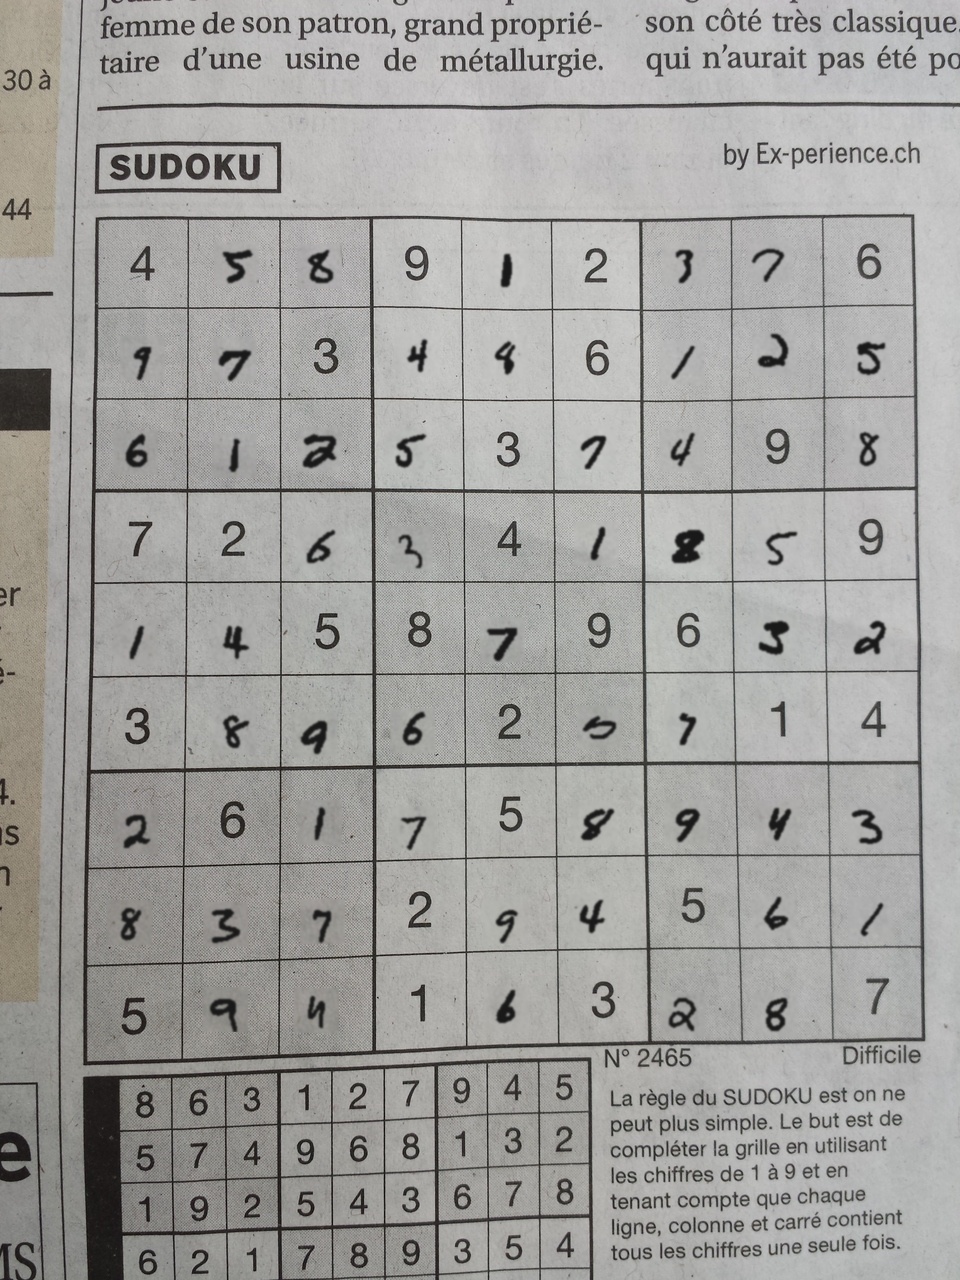 femme de son patron, grand proprié-
taire d'une usine de métallurgie.
son côté très classique,
qui n'aurait pas été
30 à
44
SUDOKU
by Ex-perience.ch
4 5 8 9 1 2 3 7 6
9 7 3 4 8 6 1 2 5
6 1 2 5 3 7 4 9 8
7 2 6 3 4 1 8 5 9
1 4 5 8 7 9 6 3 2
3 8 9 6 2 5 7 1 4
2 6 1 7 5 8 9 4 3
8 3 7 2 9 4 5 6 1
5 9 4 1 6 3 2 8 7
N° 2465
Difficile
8 6 3 1 2 7 9 4 5
5 7 4 9 6 8 1 3 2
1 9 2 5 4 3 6 7 8
6 2 1 7 8 9 3 5 4
La règle du SUDOKU est on ne
peut plus simple. Le but est de
compléter la grille en utilisant
les chiffres de 1 à 9 et en
tenant compte que chaque
ligne, colonne et carré contient
tous les chiffres une seule fois.